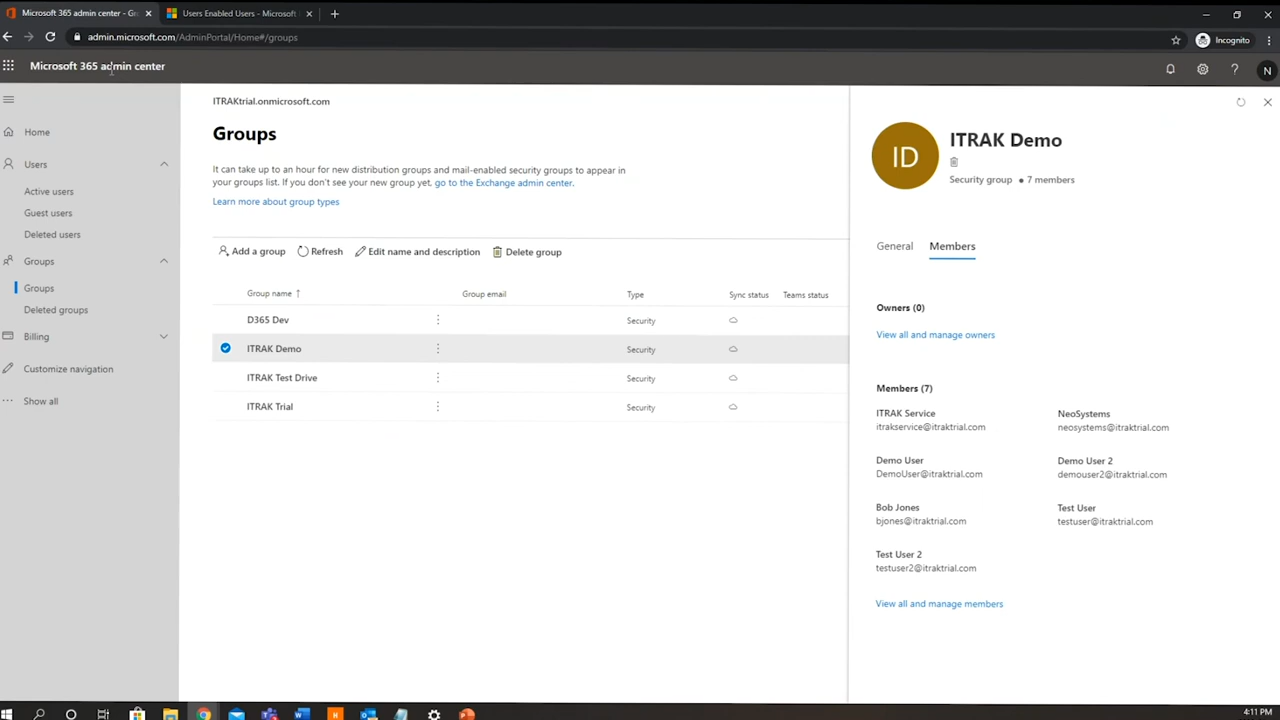 Microsoft 365 admin center - Gr
Users Enabled Users - Microsoft
admin.microsoft.com/AdminPortal/Home#/groups
Incognito
Microsoft 365 admin center
N
Home
Users
Active users
Guest users
Deleted users
Groups
Groups
Deleted groups
Billing
Customize navigation
Show all
ITRAKtrial.onmicrosoft.com
Groups
It can take up to an hour for new distribution groups and mail-enabled security groups to appear in
your groups list. If you don't see your new group yet, go to the Exchange admin center.
Learn more about group types
Add a group Refresh Edit name and description Delete group
Group name ↑ Group email Type Sync status Teams status
D365 Dev Security
ITRAK Demo Security
ITRAK Test Drive Security
ITRAK Trial Security
ID
ITRAK Demo
Security group • 7 members
General Members
Owners (0)
View all and manage owners
Members (7)
ITRAK Service
itrakservice@itraktrial.com
NeoSystems
neosystems@itraktrial.com
Demo User
DemoUser@itraktrial.com
Demo User 2
demouser2@itraktrial.com
Bob Jones
bjones@itraktrial.com
Test User
testuser@itraktrial.com
Test User 2
testuser2@itraktrial.com
View all and manage members
4:11 PM